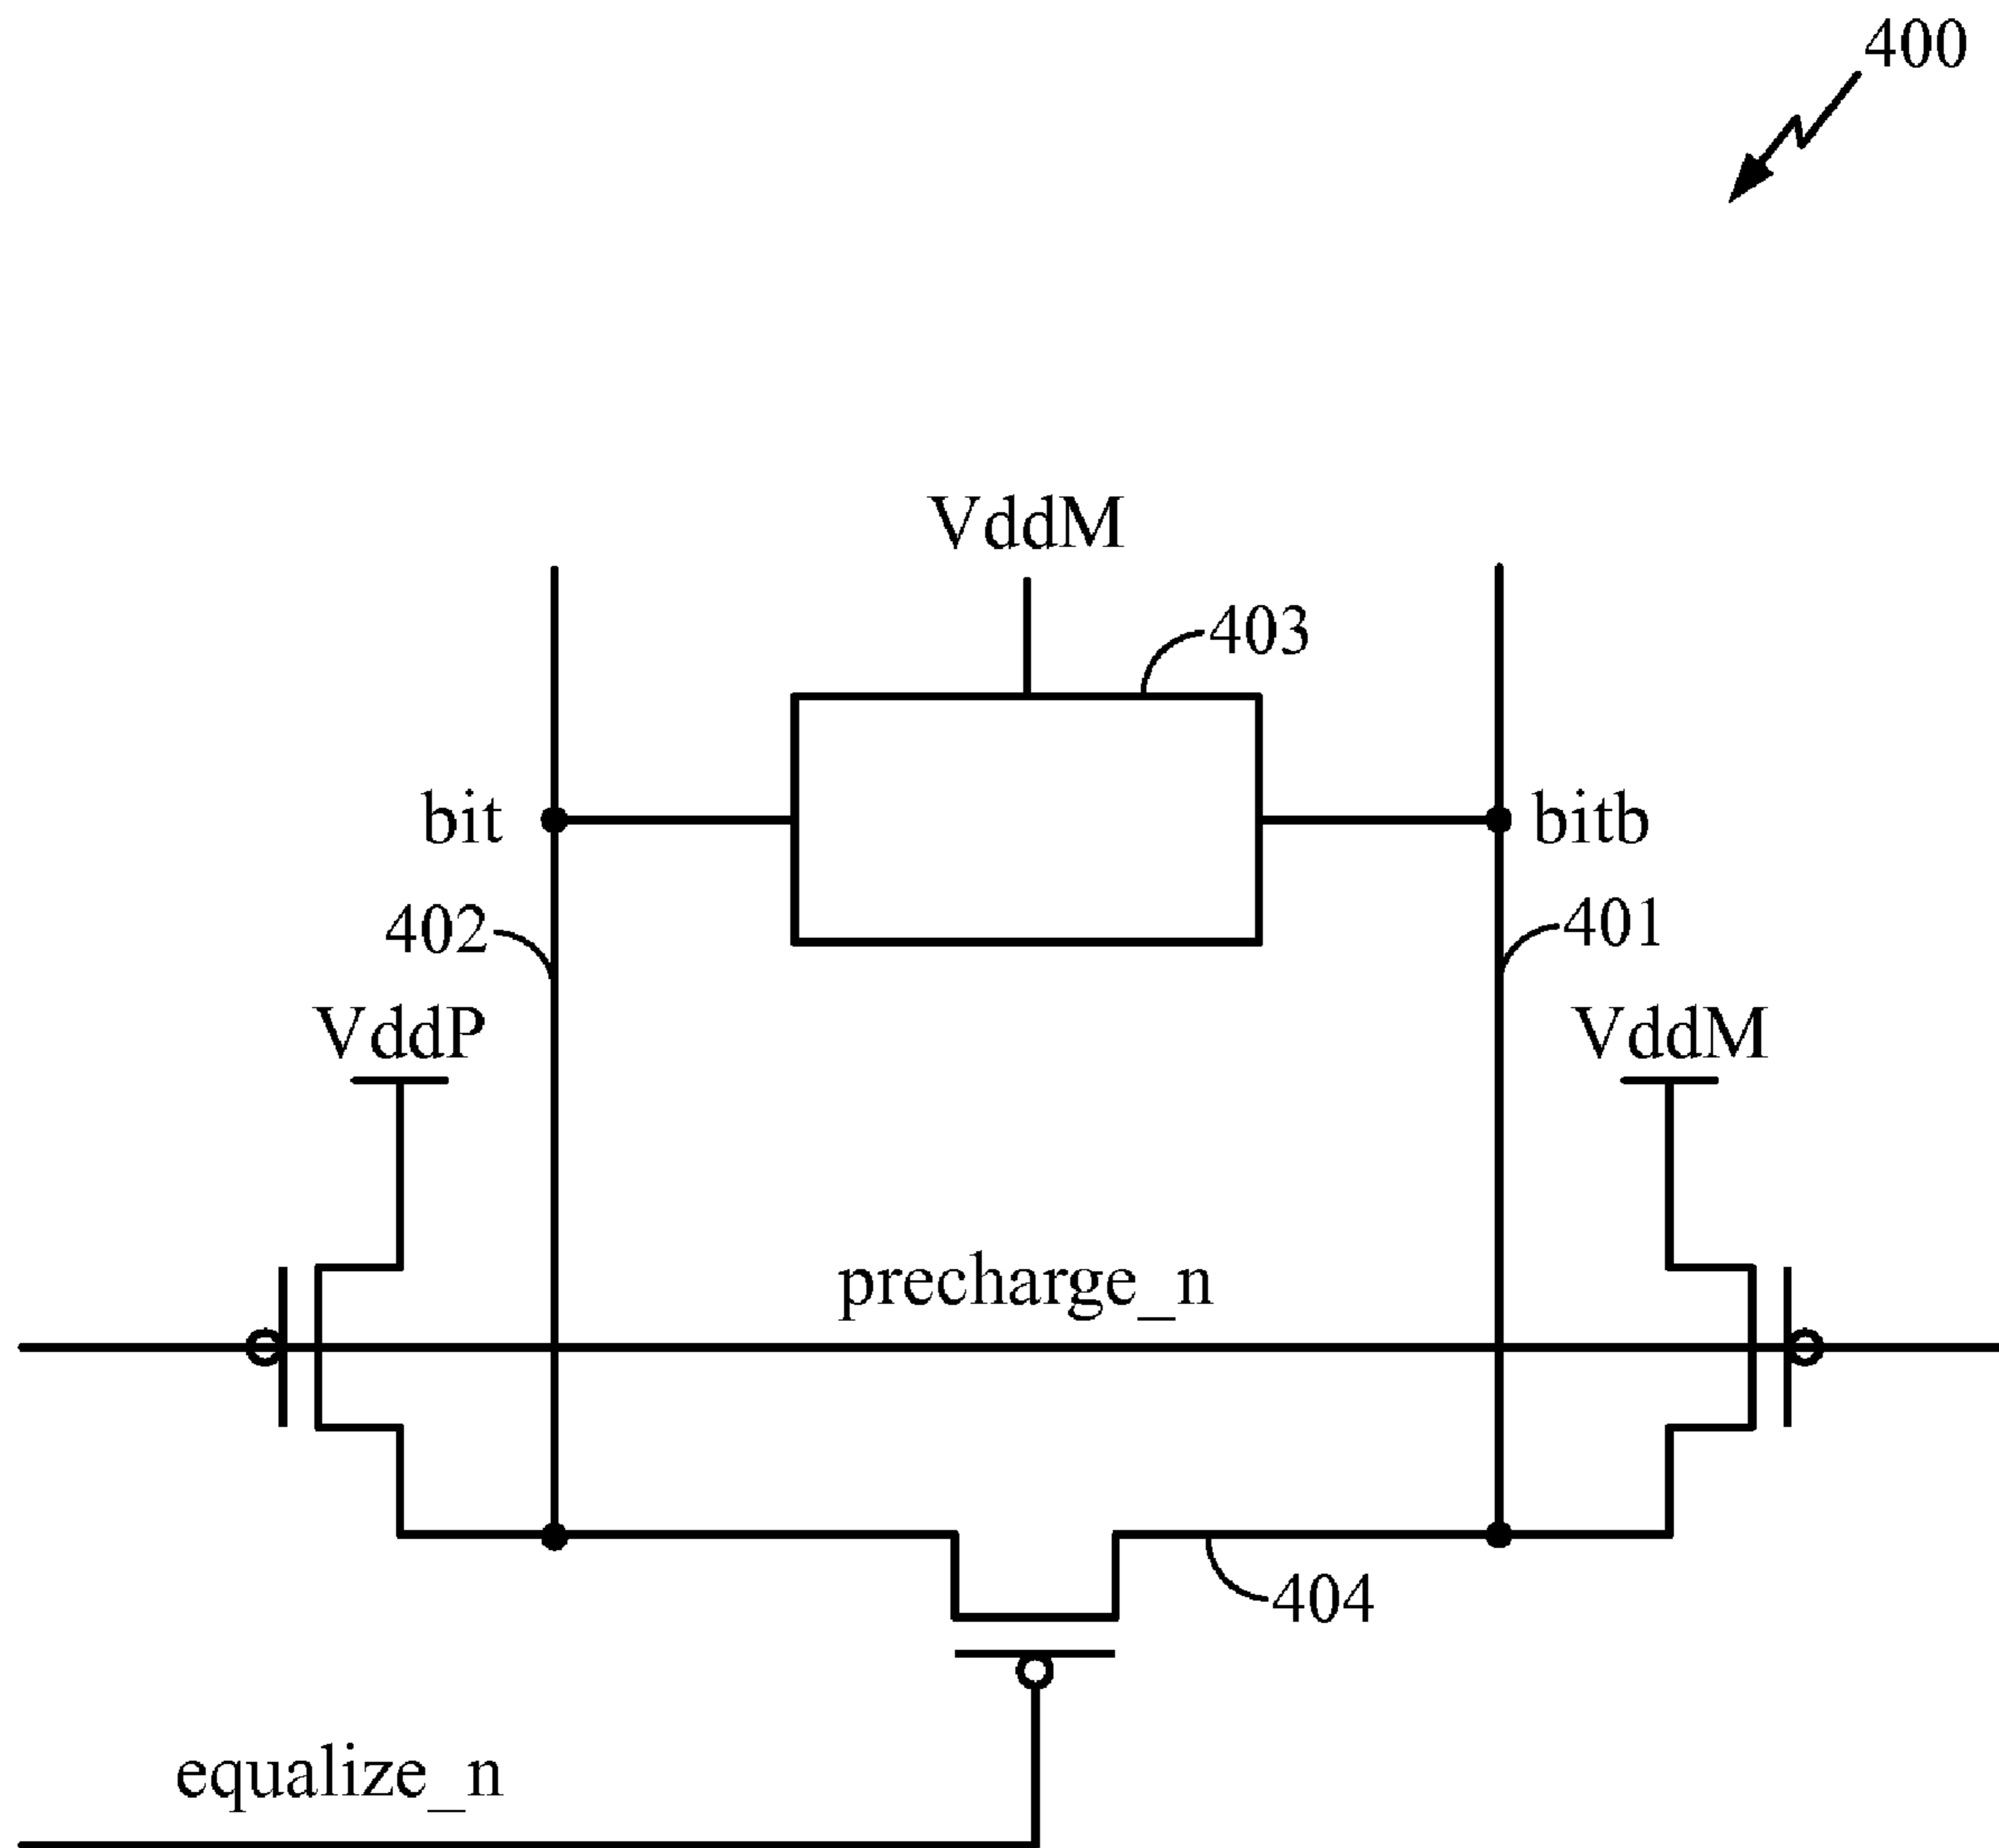 400
VddM
403
bit
bitb
402
401
VddP
VddM
precharge_n
404
equalize_n